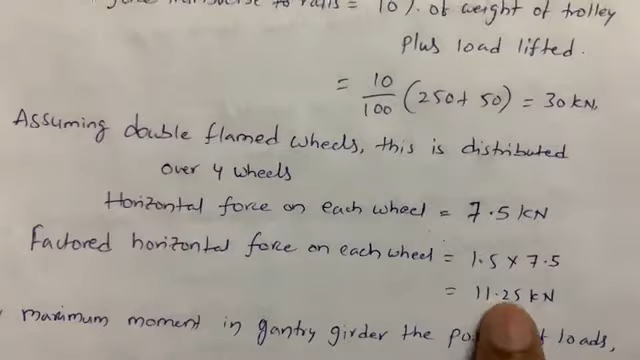 transverse to rails = 10% of weight of trolley
plus load lifted.
= 10/100 (250+ 50) = 30 kN.
Assuming double flamed wheels, this is distributed
over 4 wheels
Horizontal force on each wheel = 7.5 kN
Factored horizontal force on each wheel = 1.5 x 7.5
= 11.25 kN
maximum moment in gantry girder the of loads,